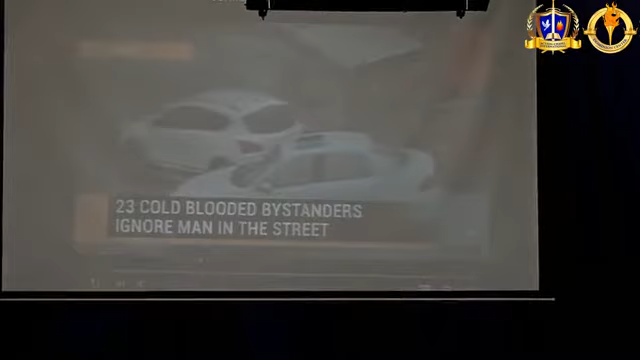 23 COLD BLOODED BYSTANDERS
IGNORE MAN IN THE STREET